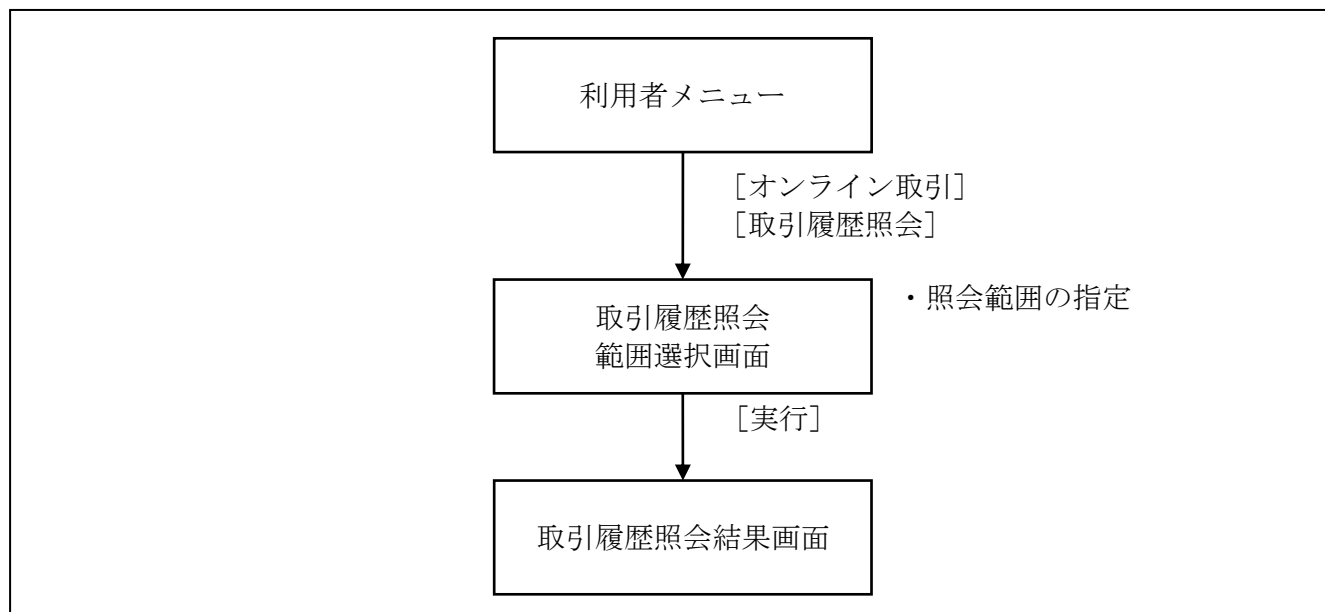 利用者メニュー
［オンライン取引］
［取引履歴照会］
取引履歴照会
範囲選択画面
・照会範囲の指定
［実行］
取引履歴照会結果画面